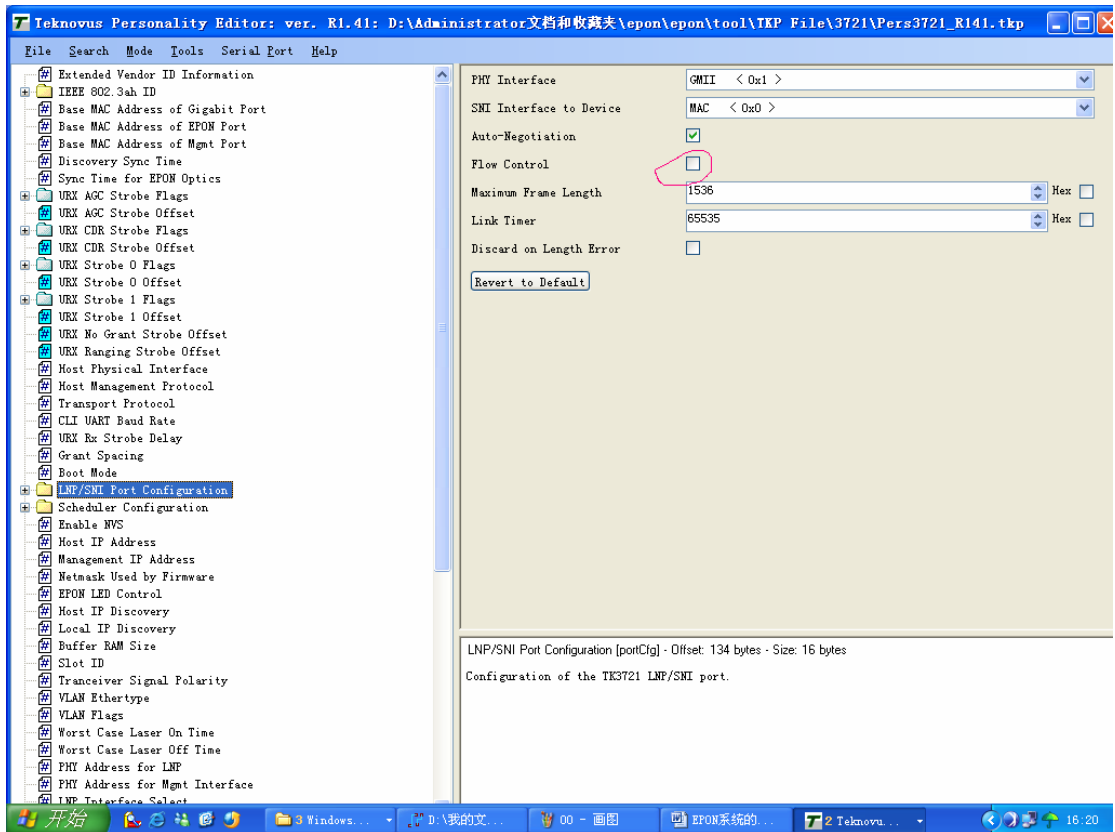 Teknovus Personality Editor: ver. R1.41: D:\Administrator文档和收藏夹\epon\epon\tool\TKP File\3721\Pers3721_R141.tkp
File Search Mode Tools Serial Port Help
Extended Vendor ID Information
IEEE 802.3ah ID
Base MAC Address of Gigabit Port
Base MAC Address of EPON Port
Base MAC Address of Mgmt Port
Discovery Sync Time
Sync Time for EPON Optics
URX AGC Strobe Flags
URX AGC Strobe Offset
URX CDR Strobe Flags
URX CDR Strobe Offset
URX Strobe 0 Flags
URX Strobe 0 Offset
URX Strobe 1 Flags
URX Strobe 1 Offset
URX No Grant Strobe Offset
URX Ranging Strobe Offset
Host Physical Interface
Host Management Protocol
Transport Protocol
CLI UART Baud Rate
URX Rx Strobe Delay
Grant Spacing
Boot Mode
LNP/SNI Port Configuration
Scheduler Configuration
Enable NVS
Host IP Address
Management IP Address
Netmask Used by Firmware
EPON LED Control
Host IP Discovery
Local IP Discovery
Buffer RAM Size
Slot ID
Tranceiver Signal Polarity
VLAN Ethertype
VLAN Flags
Worst Case Laser On Time
Worst Case Laser Off Time
PHY Address for LNP
PHY Address for Mgmt Interface
LNP Interface Select
PHY Interface GMII < 0x1 >
SNI Interface to Device MAC < 0x0 >
Auto-Negotiation
Flow Control
Maximum Frame Length 1536 Hex
Link Timer 65535 Hex
Discard on Length Error
Revert to Default
LNP/SNI Port Configuration [portCfg] - Offset: 134 bytes - Size: 16 bytes
Configuration of the TK3721 LNP/SNI port.
开始 3 Windows... D:\我的文... 00 - 画图 EPON系统的... 2 Teknovu... 16:20